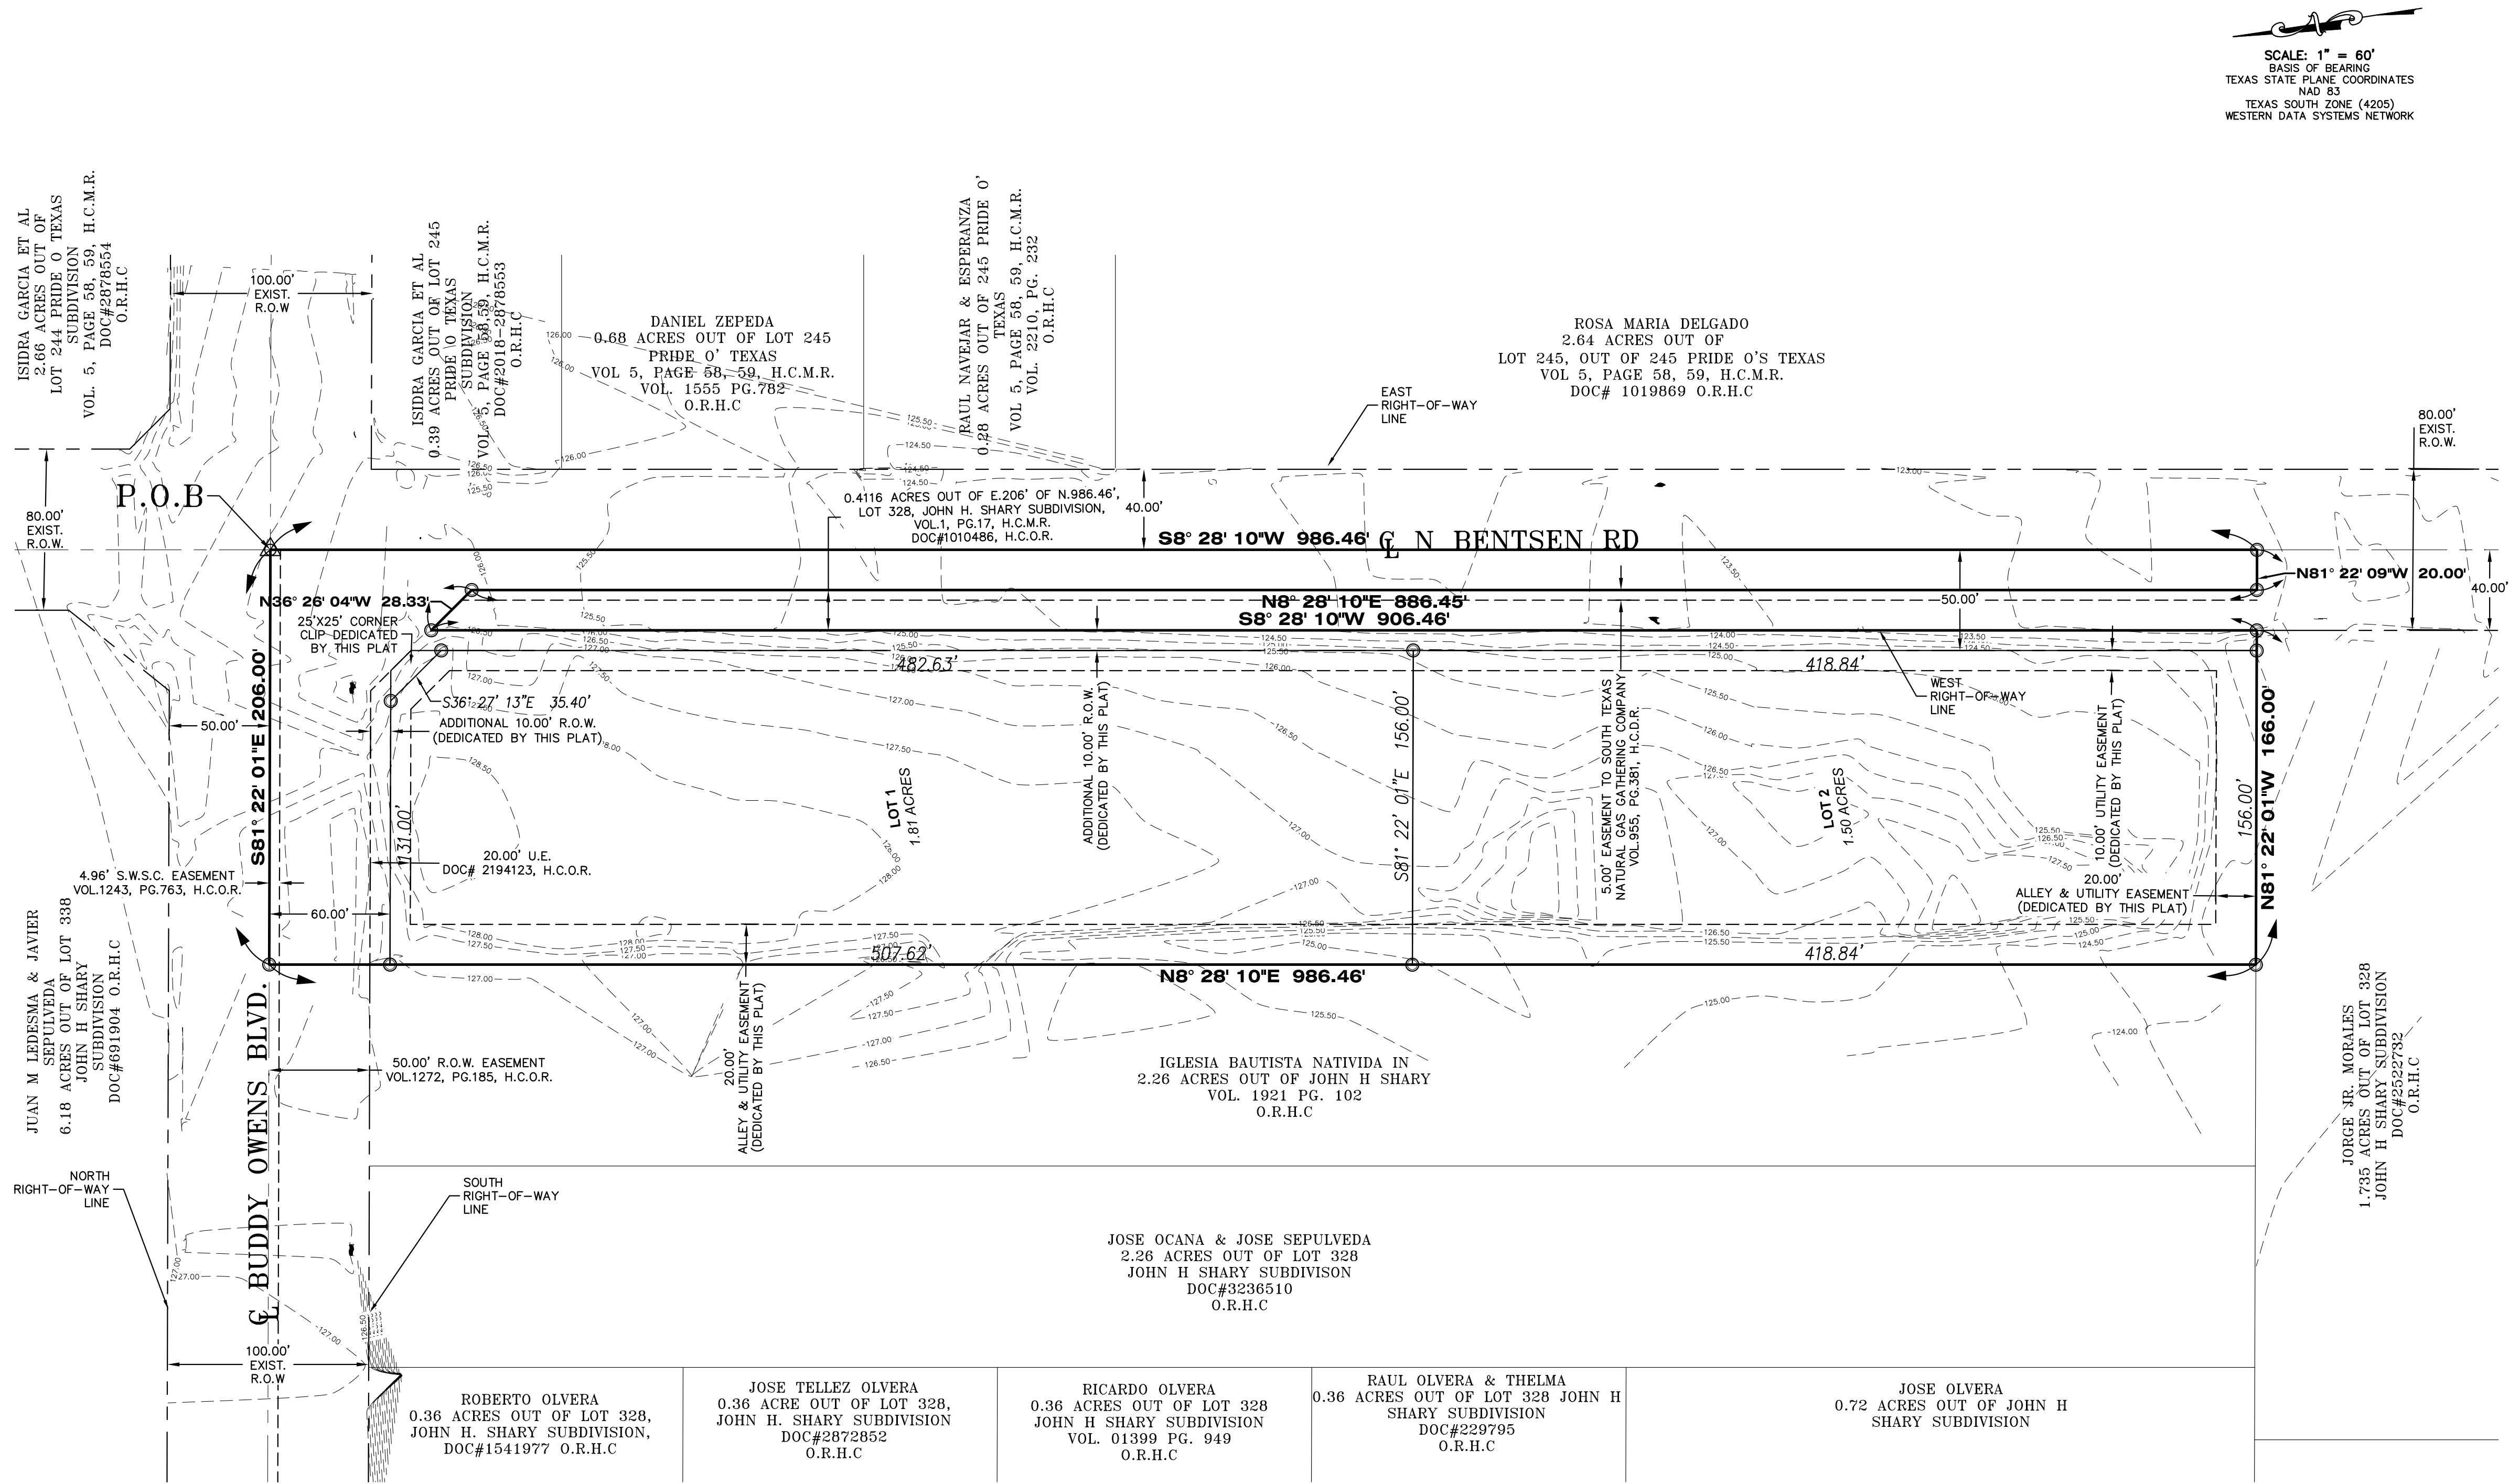 SCALE: 1" = 60'
BASIS OF BEARING
TEXAS STATE PLANE COORDINATES
NAD 83
TEXAS SOUTH ZONE (4205)
WESTERN DATA SYSTEMS NETWORK
ISIDRA GARCIA ET AL
2.66 ACRES OUT OF
LOT 244 PRIDE O TEXAS
SUBDIVISION
VOL. 5, PAGE 58, 59, H.C.M.R.
DOC#2878554
O.R.H.C
100.00'
EXIST.
R.O.W
ISIDRA GARCIA ET AL
0.39 ACRES OUT OF LOT 245
PRIDE O TEXAS
SUBDIVISION
VOL. 5, PAGE 58,59, H.C.M.R.
DOC#2018-2878553
O.R.H.C
DANIEL ZEPEDA
0.68 ACRES OUT OF LOT 245
PRIDE O' TEXAS
VOL 5, PAGE 58, 59, H.C.M.R.
VOL. 1555 PG.782
O.R.H.C
RAUL NAVEJAR & ESPERANZA
0.28 ACRES OUT OF 245 PRIDE O'
TEXAS
VOL 5, PAGE 58, 59, H.C.M.R.
VOL. 2210, PG. 232
O.R.H.C
ROSA MARIA DELGADO
2.64 ACRES OUT OF
LOT 245, OUT OF 245 PRIDE O'S TEXAS
VOL 5, PAGE 58, 59, H.C.M.R.
DOC# 1019869 O.R.H.C
EAST
RIGHT-OF-WAY
LINE
80.00'
EXIST.
R.O.W.
P.O.B
80.00'
EXIST.
R.O.W.
0.4116 ACRES OUT OF E.206' OF N.986.46',
LOT 328, JOHN H. SHARY SUBDIVISION,
VOL.1, PG.17, H.C.M.R.
DOC#1010486, H.C.O.R.
40.00'
S8° 28' 10"W 986.46'
℄ N BENTSEN RD
N81° 22' 09"W 20.00'
40.00'
N36° 26' 04"W 28.33'
N8° 28' 10"E 886.45'
50.00'
S8° 28' 10"W 906.46'
25'X25' CORNER
CLIP DEDICATED
BY THIS PLAT
482.63'
418.84'
WEST
RIGHT-OF-WAY
LINE
S36° 27' 13"E 35.40'
ADDITIONAL 10.00' R.O.W.
(DEDICATED BY THIS PLAT)
50.00'
S81° 22' 01"E 206.00'
131.00'
20.00' U.E.
DOC# 2194123, H.C.O.R.
LOT 1
1.81 ACRES
ADDITIONAL 10.00' R.O.W.
(DEDICATED BY THIS PLAT)
S81° 22' 01"E 156.00'
5.00' EASEMENT TO SOUTH TEXAS
NATURAL GAS GATHERING COMPANY
VOL.955, PG.381, H.C.D.R.
LOT 2
1.50 ACRES
10.00' UTILITY EASEMENT
(DEDICATED BY THIS PLAT)
156.00'
N81° 22' 01"W 166.00'
20.00'
ALLEY & UTILITY EASEMENT
(DEDICATED BY THIS PLAT)
4.96' S.W.S.C. EASEMENT
VOL.1243, PG.763, H.C.O.R.
60.00'
507.62'
418.84'
N8° 28' 10"E 986.46'
JUAN M LEDESMA & JAVIER
SEPULVEDA
6.18 ACRES OUT OF LOT 338
JOHN H SHARY
SUBDIVISION
DOC#691904 O.R.H.C
℄ BUDDY OWENS BLVD.
50.00' R.O.W. EASEMENT
VOL.1272, PG.185, H.C.O.R.
20.00'
ALLEY & UTILITY EASEMENT
(DEDICATED BY THIS PLAT)
IGLESIA BAUTISTA NATIVIDA IN
2.26 ACRES OUT OF JOHN H SHARY
VOL. 1921 PG. 102
O.R.H.C
JORGE JR. MORALES
1.735 ACRES OUT OF LOT 328
JOHN H SHARY SUBDIVISION
DOC#2522732
O.R.H.C
NORTH
RIGHT-OF-WAY
LINE
SOUTH
RIGHT-OF-WAY
LINE
JOSE OCANA & JOSE SEPULVEDA
2.26 ACRES OUT OF LOT 328
JOHN H SHARY SUBDIVISON
DOC#3236510
O.R.H.C
100.00'
EXIST.
R.O.W
ROBERTO OLVERA
0.36 ACRES OUT OF LOT 328,
JOHN H. SHARY SUBDIVISION,
DOC#1541977 O.R.H.C
JOSE TELLEZ OLVERA
0.36 ACRE OUT OF LOT 328,
JOHN H. SHARY SUBDIVISION
DOC#2872852
O.R.H.C
RICARDO OLVERA
0.36 ACRES OUT OF LOT 328
JOHN H SHARY SUBDIVISION
VOL. 01399 PG. 949
O.R.H.C
RAUL OLVERA & THELMA
0.36 ACRES OUT OF LOT 328 JOHN H
SHARY SUBDIVISION
DOC#229795
O.R.H.C
JOSE OLVERA
0.72 ACRES OUT OF JOHN H
SHARY SUBDIVISION